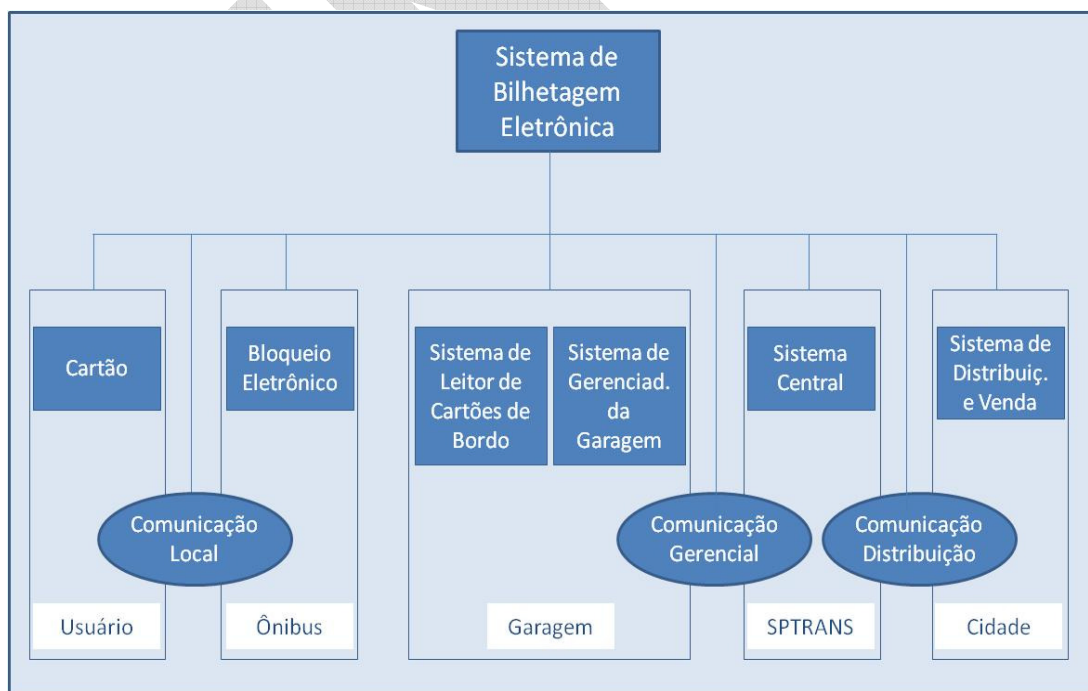 Sistema de
Bilhetagem
Eletrônica
Cartão
Bloqueio
Eletrônico
Sistema de
Leitor de
Cartões de
Bordo
Sistema de
Gerenciad.
da
Garagem
Sistema
Central
Sistema de
Distribuiç.
e Venda
Comunicação
Local
Comunicação
Gerencial
Comunicação
Distribuição
Usuário
Ônibus
Garagem
SPTRANS
Cidade